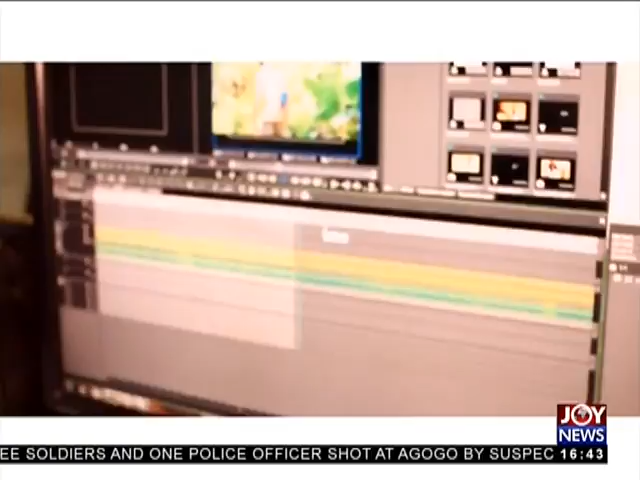 JOY
NEWS
EE SOLDIERS AND ONE POLICE OFFICER SHOT AT AGOGO BY SUSPEC 16:43